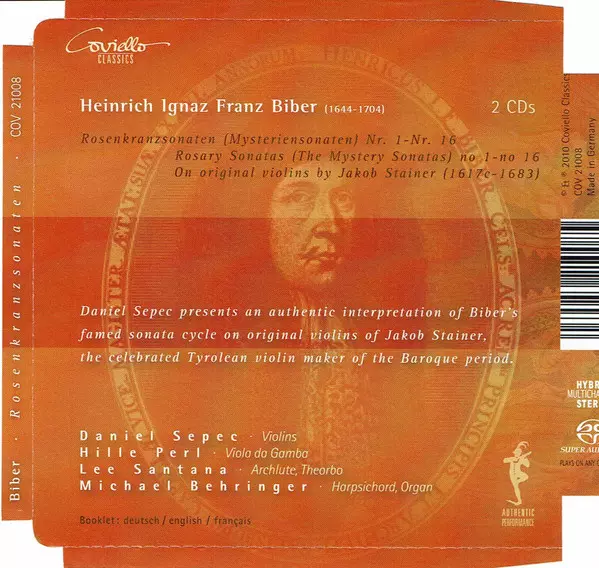 Coviello
CLASSICS
Heinrich Ignaz Franz Biber (1644-1704)
2 CDs
Rosenkranzsonaten (Mysteriensonaten) Nr. 1-Nr. 16
Rosary Sonatas (The Mystery Sonatas) no 1-no 16
On original violins by Jakob Stainer (1617c-1683)
Daniel Sepec presents an authentic interpretation of Biber's
famed sonata cycle on original violins of Jakob Stainer,
the celebrated Tyrolean violin maker of the Baroque period.
Daniel Sepec · Violins
Hille Perl · Viola da Gamba
Lee Santana · Archlute, Theorbo
Michael Behringer · Harpsichord, Organ
Booklet: deutsch / english / français
AUTHENTIC
PERFORMANCE
Biber · Rosenkranzsonaten · COV 21008
© ℗ 2010 Coviello Classics
Made in Germany
COV 21008
HYBR
MULTICHA
STER
SUPER AU
PLAYS ON ANY